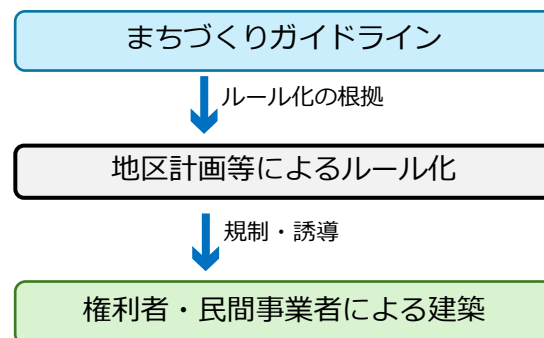 まちづくりガイドライン
ルール化の根拠
地区計画等によるルール化
規制・誘導
権利者・民間事業者による建築